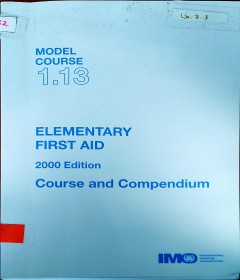 MODEL
COURSE
1.13
ELEMENTARY
FIRST AID
2000 Edition
Course and Compendium
IMO